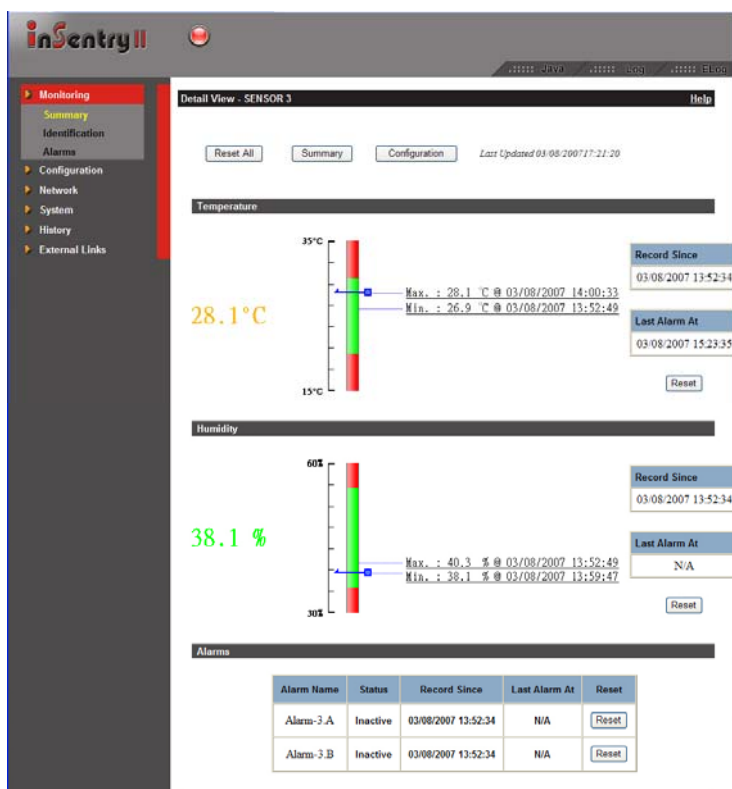 inSentry II
Java Log ELog
Monitoring
Summary
Identification
Alarms
Configuration
Network
System
History
External Links
Detail View - SENSOR 3 Help
Reset All Summary Configuration Last Updated 03/08/200717:21:20
Temperature
35°C
28.1°C
Max. : 28.1 °C @ 03/08/2007 14:00:33
Min. : 26.9 °C @ 03/08/2007 13:52:49
15°C
Record Since
03/08/2007 13:52:34
Last Alarm At
03/08/2007 15:23:35
Reset
Humidity
60%
38.1 %
Max. : 40.3 % @ 03/08/2007 13:52:49
Min. : 38.1 % @ 03/08/2007 13:59:47
30%
Record Since
03/08/2007 13:52:34
Last Alarm At
N/A
Reset
Alarms
Alarm Name Status Record Since Last Alarm At Reset
Alarm-3.A Inactive 03/08/2007 13:52:34 N/A Reset
Alarm-3.B Inactive 03/08/2007 13:52:34 N/A Reset